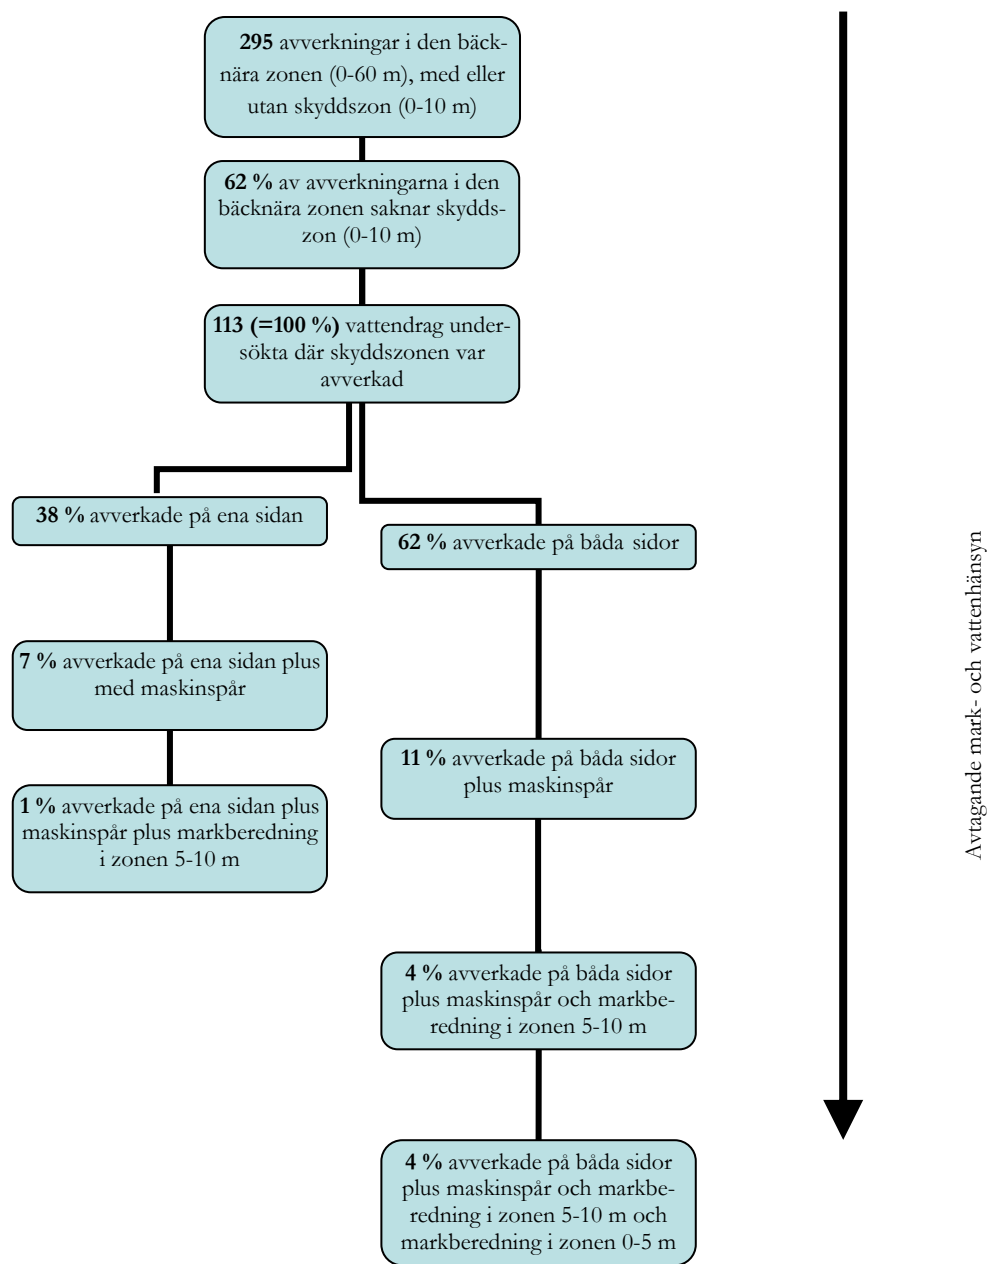 295 avverkningar i den bäck-
nära zonen (0-60 m), med eller
utan skyddszon (0-10 m)
62 % av avverkningarna i den
bäcknära zonen saknar skydds-
zon (0-10 m)
113 (=100 %) vattendrag under-
sökta där skyddszonen var
avverkad
38 % avverkade på ena sidan
62 % avverkade på båda sidor
7 % avverkade på ena sidan plus
med maskinspår
11 % avverkade på båda sidor
plus maskinspår
1 % avverkade på ena sidan plus
maskinspår plus markberedning
i zonen 5-10 m
4 % avverkade på båda sidor
plus maskinspår och markbe-
redning i zonen 5-10 m
4 % avverkade på båda sidor
plus maskinspår och markbe-
redning i zonen 5-10 m och
markberedning i zonen 0-5 m
Avtagande mark- och vattenhänsyn